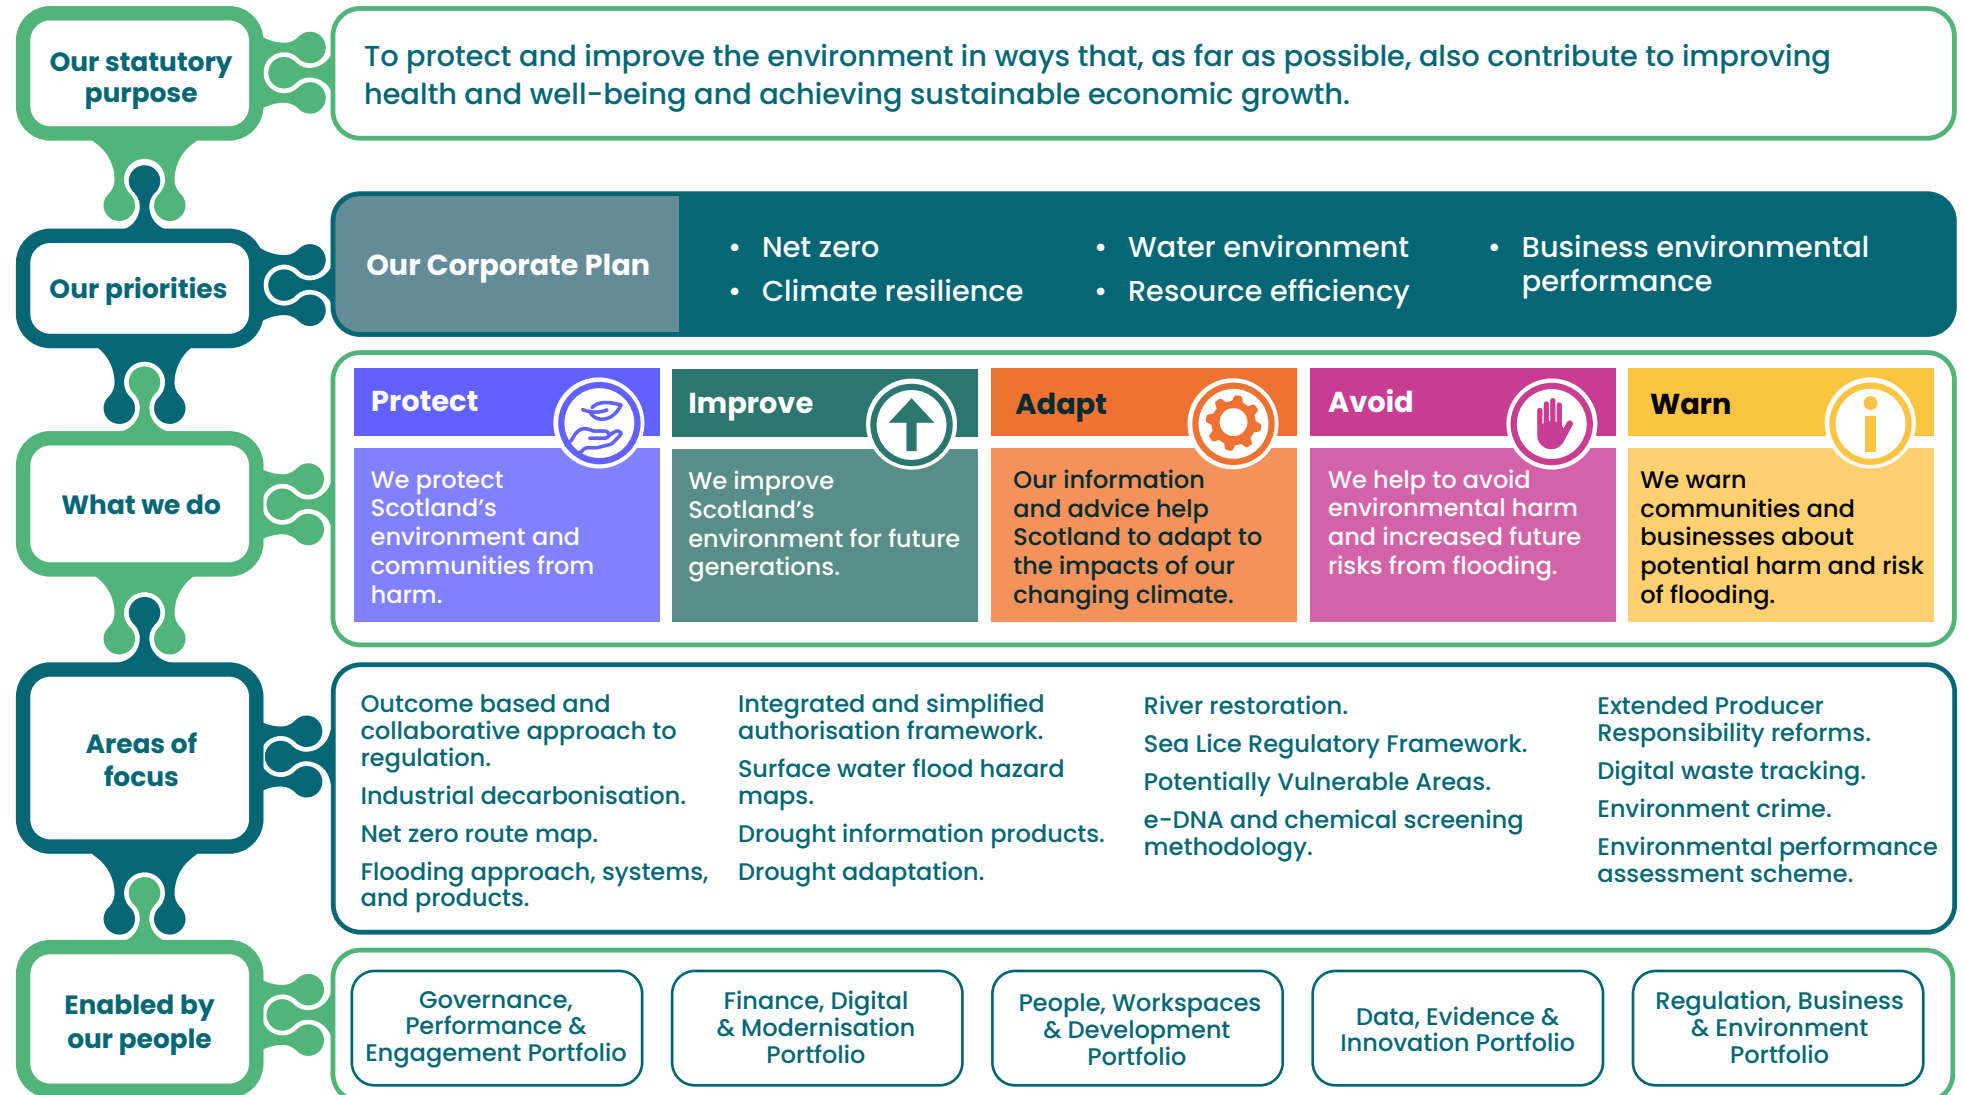 Our statutory
purpose
To protect and improve the environment in ways that, as far as possible, also contribute to improving
health and well-being and achieving sustainable economic growth.
Our priorities
Our Corporate Plan
• Net zero
• Climate resilience
• Water environment
• Resource efficiency
• Business environmental
performance
What we do
Protect
We protect
Scotland’s
environment and
communities from
harm.
Improve
We improve
Scotland’s
environment for future
generations.
Adapt
Our information
and advice help
Scotland to adapt to
the impacts of our
changing climate.
Avoid
We help to avoid
environmental harm
and increased future
risks from flooding.
Warn
We warn
communities and
businesses about
potential harm and risk
of flooding.
Areas of
focus
Outcome based and
collaborative approach to
regulation.
Industrial decarbonisation.
Net zero route map.
Flooding approach, systems,
and products.
Integrated and simplified
authorisation framework.
Surface water flood hazard
maps.
Drought information products.
Drought adaptation.
River restoration.
Sea Lice Regulatory Framework.
Potentially Vulnerable Areas.
e-DNA and chemical screening
methodology.
Extended Producer
Responsibility reforms.
Digital waste tracking.
Environment crime.
Environmental performance
assessment scheme.
Enabled by
our people
Governance,
Performance &
Engagement Portfolio
Finance, Digital
& Modernisation
Portfolio
People, Workspaces
& Development
Portfolio
Data, Evidence &
Innovation Portfolio
Regulation, Business
& Environment
Portfolio